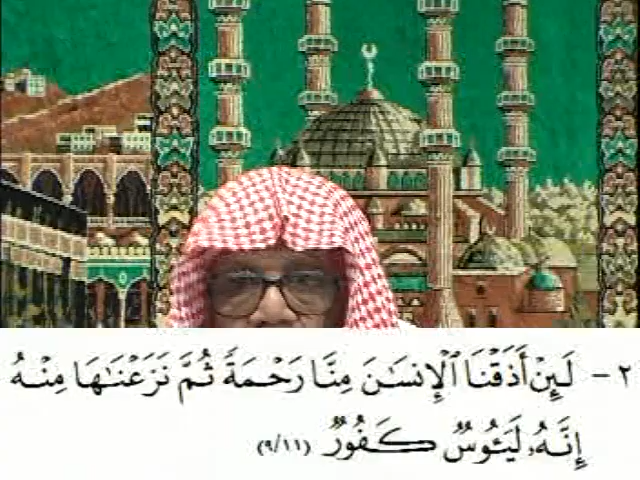 ٢ - لَئِنْ أَذَقْنَا ٱلْإِنسَٰنَ مِنَّا رَحْمَةً ثُمَّ نَزَعْنَٰهَا مِنْهُ
إِنَّهُۥ لَيَـُٔوسٌ كَفُورٌ (٩/١١)